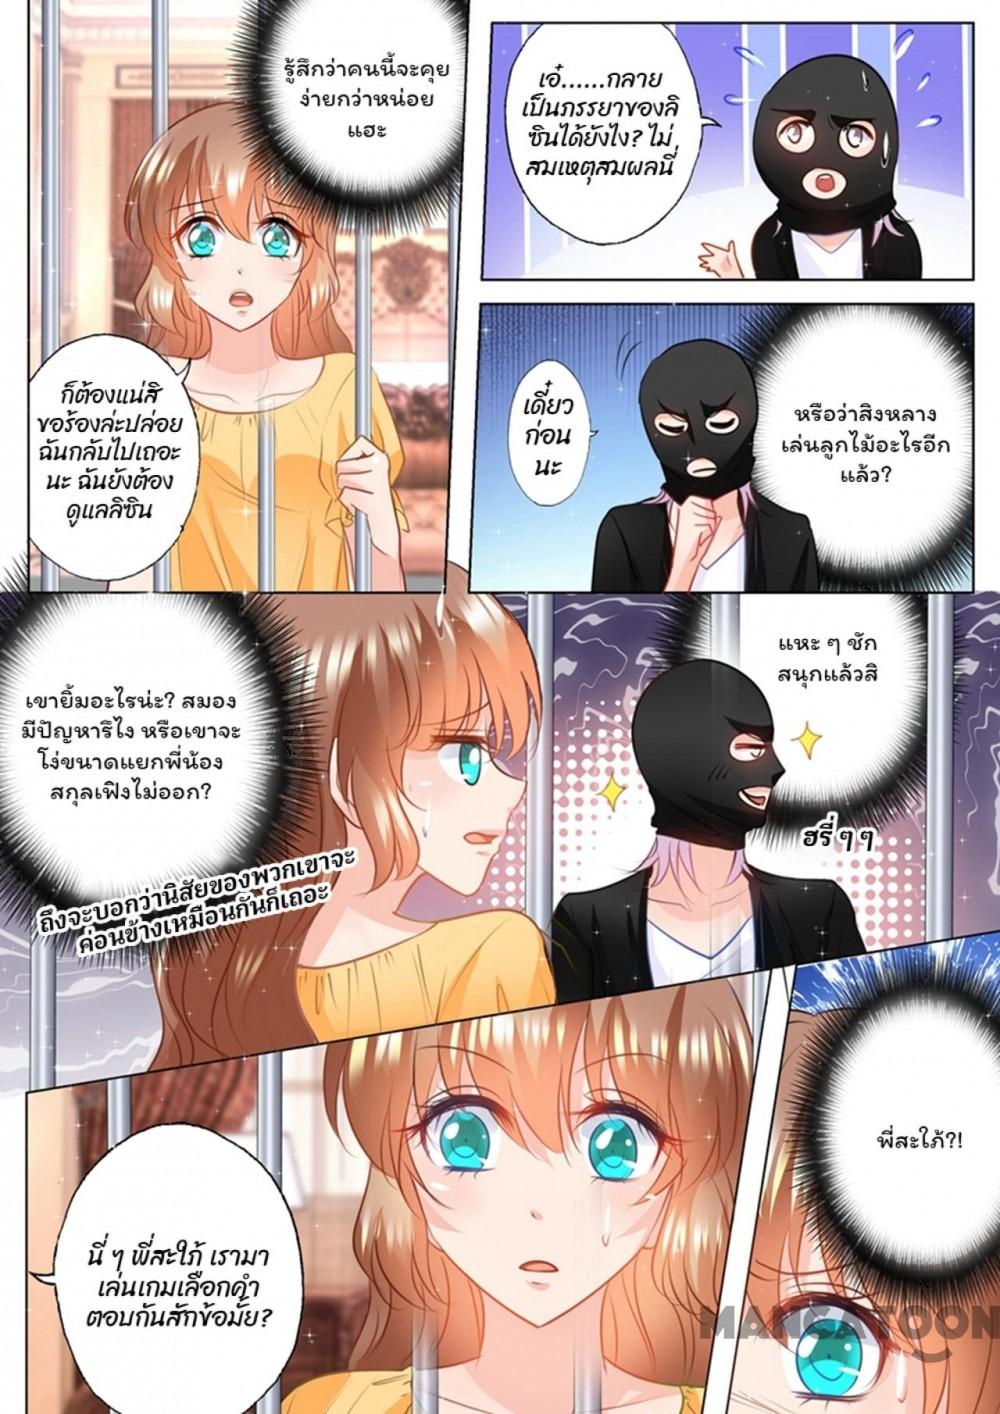 รู้สึกว่าคนนี้จะคุย
ง่ายกว่าหน่อย
แฮะ
ก็ต้องแน่สิ
ขอร้องล่ะปล่อย
ฉันกลับไปเถอะ
นะ ฉันยังต้อง
ดูแลลิซิน
เอ๋......กลาย
เป็นภรรยาของลิ
ซินได้ยังไง? ไม่
สมเหตุสมผลนี่
เดี๋ยว
ก่อน
นะ
หรือว่าสิงหลาง
เล่นลูกไม้อะไรอีก
แล้ว?
เขายิ้มอะไรน่ะ? สมอง
มีปัญหารึไง หรือเขาจะ
โง่ขนาดแยกพี่น้อง
สกุลเฟิงไม่ออก?
ถึงจะบอกว่านิสัยของพวกเขาจะ
ค่อนข้างเหมือนกันก็เถอะ
แหะ ๆ ชัก
สนุกแล้วสิ
ฮรี่ ๆ ๆ
นี่ ๆ พี่สะใภ้ เรามา
เล่นเกมเลือกคำ
ตอบกันสักข้อมั้ย?
พี่สะใภ้?!
MANGATOON